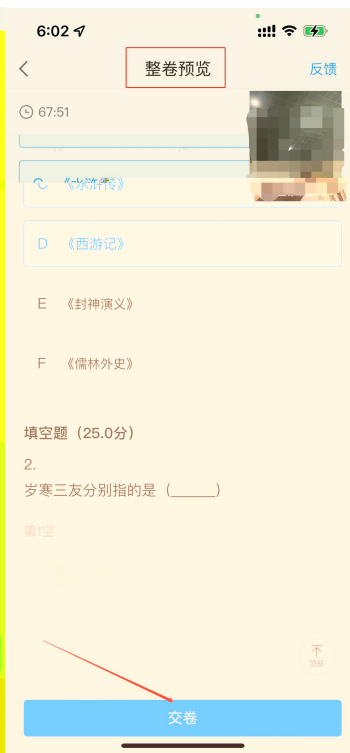 6:02
整卷预览
反馈
67:51
C 《水浒传》
D 《西游记》
E 《封神演义》
F 《儒林外史》
填空题（25.0分）
2.
岁寒三友分别指的是（_____）
第1空
顶部
交卷